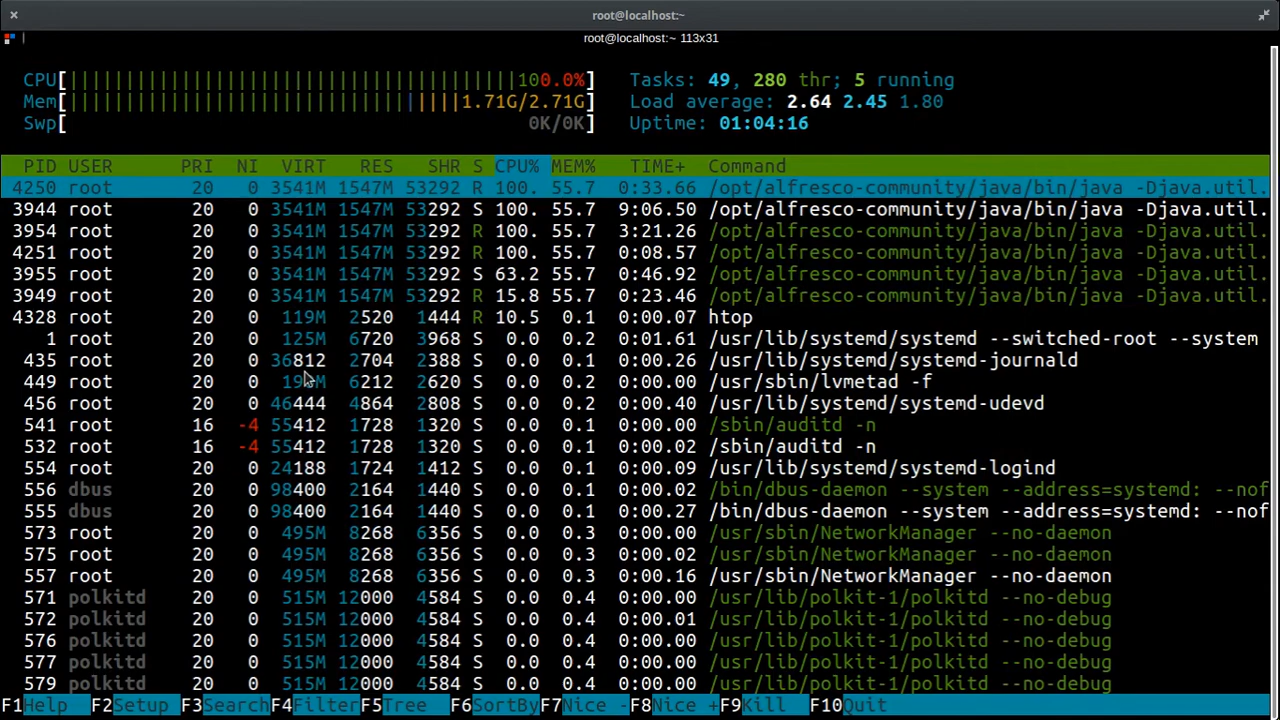 root@localhost:~
root@localhost:~ 113x31
CPU[||||||||||||||||||||||||||||||||||||||||100.0%] Tasks: 49, 280 thr; 5 running
Mem[|||||||||||||||||||||||||||||||||||1.71G/2.71G] Load average: 2.64 2.45 1.80
Swp[ 0K/0K] Uptime: 01:04:16
PID USER PRI NI VIRT RES SHR S CPU% MEM% TIME+ Command
4250 root 20 0 3541M 1547M 53292 R 100. 55.7 0:33.66 /opt/alfresco-community/java/bin/java -Djava.util.
3944 root 20 0 3541M 1547M 53292 S 100. 55.7 9:06.50 /opt/alfresco-community/java/bin/java -Djava.util.
3954 root 20 0 3541M 1547M 53292 R 100. 55.7 3:21.26 /opt/alfresco-community/java/bin/java -Djava.util.
4251 root 20 0 3541M 1547M 53292 R 100. 55.7 0:08.57 /opt/alfresco-community/java/bin/java -Djava.util.
3955 root 20 0 3541M 1547M 53292 S 63.2 55.7 0:46.92 /opt/alfresco-community/java/bin/java -Djava.util.
3949 root 20 0 3541M 1547M 53292 R 15.8 55.7 0:23.46 /opt/alfresco-community/java/bin/java -Djava.util.
4328 root 20 0 119M 2520 1444 R 10.5 0.1 0:00.07 htop
1 root 20 0 125M 6720 3968 S 0.0 0.2 0:01.61 /usr/lib/systemd/systemd --switched-root --system
435 root 20 0 36812 2704 2388 S 0.0 0.1 0:00.26 /usr/lib/systemd/systemd-journald
449 root 20 0 6212 2620 S 0.0 0.2 0:00.00 /usr/sbin/lvmetad -f
456 root 20 0 46444 4864 2808 S 0.0 0.2 0:00.40 /usr/lib/systemd/systemd-udevd
541 root 16 -4 55412 1728 1320 S 0.0 0.1 0:00.00 /sbin/auditd -n
532 root 16 -4 55412 1728 1320 S 0.0 0.1 0:00.00 /sbin/auditd -n
554 root 20 0 24188 1724 1412 S 0.0 0.1 0:00.09 /usr/lib/systemd/systemd-logind
556 dbus 20 0 98400 2164 1440 S 0.0 0.1 0:00.02 /bin/dbus-daemon --system --address=systemd: --nof
555 dbus 20 0 98400 2164 1440 S 0.0 0.1 0:00.27 /bin/dbus-daemon --system --address=systemd: --nof
573 root 20 0 495M 8268 6356 S 0.0 0.3 0:00.00 /usr/sbin/NetworkManager --no-daemon
575 root 20 0 495M 8268 6356 S 0.0 0.3 0:00.02 /usr/sbin/NetworkManager --no-daemon
557 root 20 0 495M 8268 6356 S 0.0 0.3 0:00.16 /usr/sbin/NetworkManager --no-daemon
571 polkitd 20 0 515M 12000 4584 S 0.0 0.4 0:00.00 /usr/lib/polkit-1/polkitd --no-debug
572 polkitd 20 0 515M 12000 4584 S 0.0 0.4 0:00.01 /usr/lib/polkit-1/polkitd --no-debug
576 polkitd 20 0 515M 12000 4584 S 0.0 0.4 0:00.00 /usr/lib/polkit-1/polkitd --no-debug
577 polkitd 20 0 515M 12000 4584 S 0.0 0.4 0:00.00 /usr/lib/polkit-1/polkitd --no-debug
579 polkitd 20 0 515M 12000 4584 S 0.0 0.4 0:00.00 /usr/lib/polkit-1/polkitd --no-debug
F1Help F2Setup F3SearchF4FilterF5Tree F6SortByF7Nice -F8Nice +F9Kill F10Quit